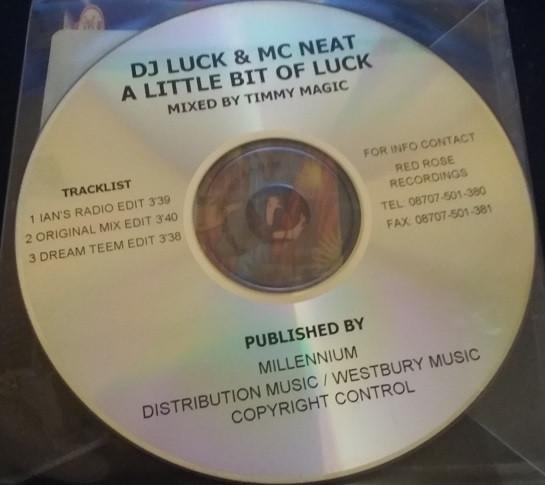 DJ LUCK & MC NEAT
A LITTLE BIT OF LUCK
MIXED BY TIMMY MAGIC
TRACKLIST
1 IAN'S RADIO EDIT 3'39
2 ORIGINAL MIX EDIT 3'40
3 DREAM TEEM EDIT 3'38
FOR INFO CONTACT
RED ROSE
RECORDINGS
TEL: 08707-501-380
FAX: 08707-501-381
PUBLISHED BY
MILLENNIUM
DISTRIBUTION MUSIC / WESTBURY MUSIC
COPYRIGHT CONTROL